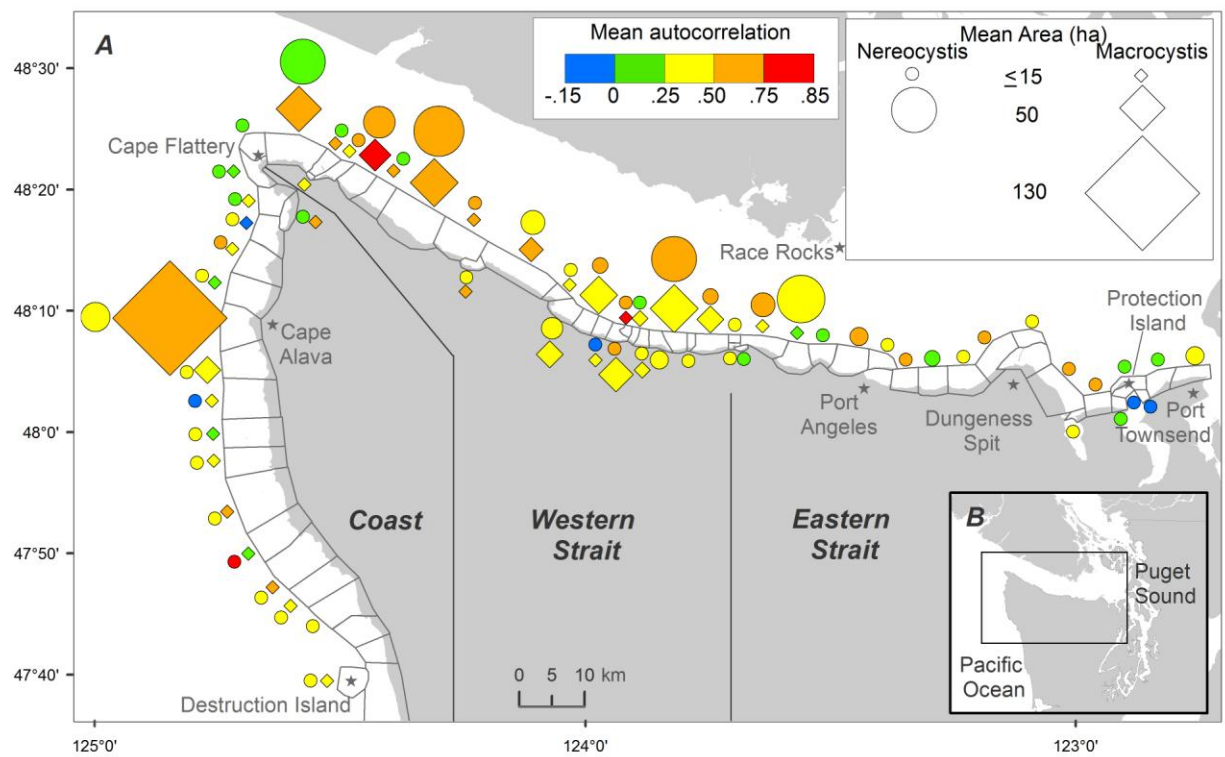 A
Mean autocorrelation
-.15 0 .25 .50 .75 .85
Mean Area (ha)
Nereocystis Macrocystis
≤15
50
130
48°30'
48°20'
48°10'
48°0'
47°50'
47°40'
Cape Flattery
Race Rocks
Cape
Alava
Protection
Island
Port
Angeles
Dungeness
Spit
Port
Townsend
Coast
Western
Strait
Eastern
Strait
B
Puget
Sound
Pacific
Ocean
0 5 10 km
Destruction Island
125°0' 124°0' 123°0'